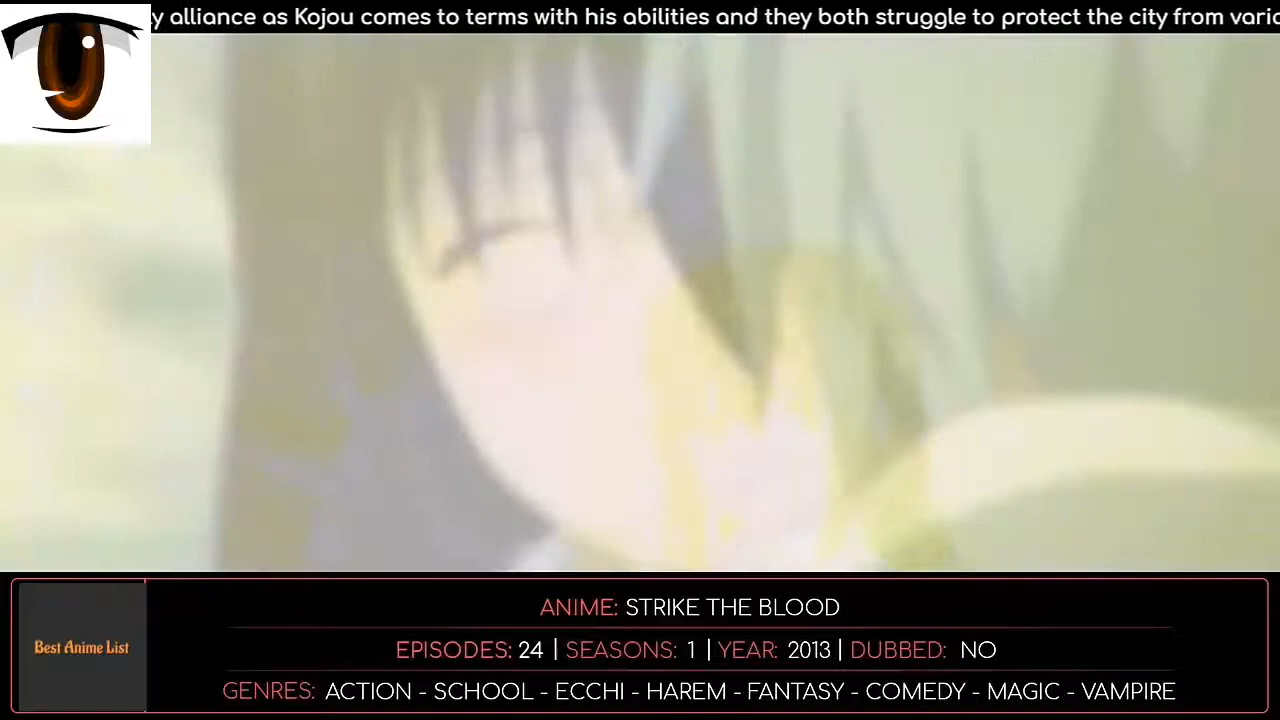 y alliance as Kojou comes to terms with his abilities and they both struggle to protect the city from
ANIME: STRIKE THE BLOOD
EPISODES: 24 | SEASONS: 1 | YEAR: 2013 | DUBBED: NO
Best Anime List
GENRES: ACTION - SCHOOL - ECCHI - HAREM - FANTASY - COMEDY - MAGIC - VAMPIRE